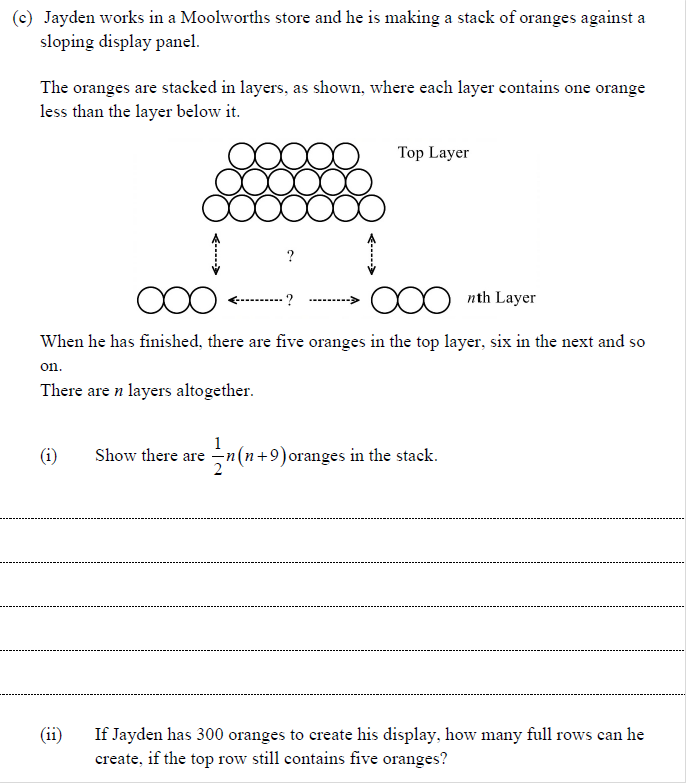 (c) Jayden works in a Moolworths store and he is making a stack of oranges against a
sloping display panel.
The oranges are stacked in layers, as shown, where each layer contains one orange
less than the layer below it.
Top Layer
?
?
nth Layer
When he has finished, there are five oranges in the top layer, six in the next and so
on.
There are n layers altogether.
(i) Show there are 1/2 n(n+9) oranges in the stack.
(ii) If Jayden has 300 oranges to create his display, how many full rows can he
create, if the top row still contains five oranges?